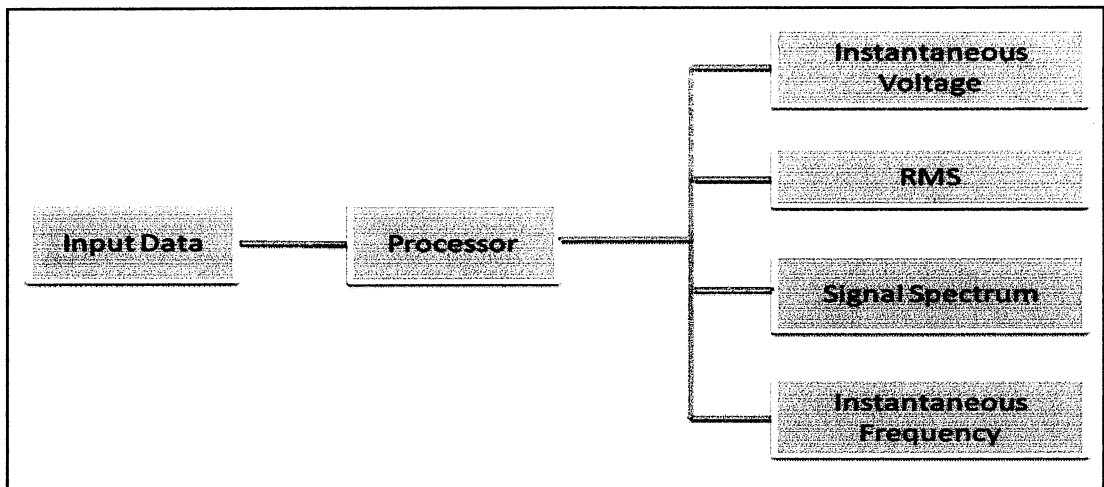 Instantaneous
Voltage
RMS
Input Data
Processor
Signal Spectrum
Instantaneous
Frequency